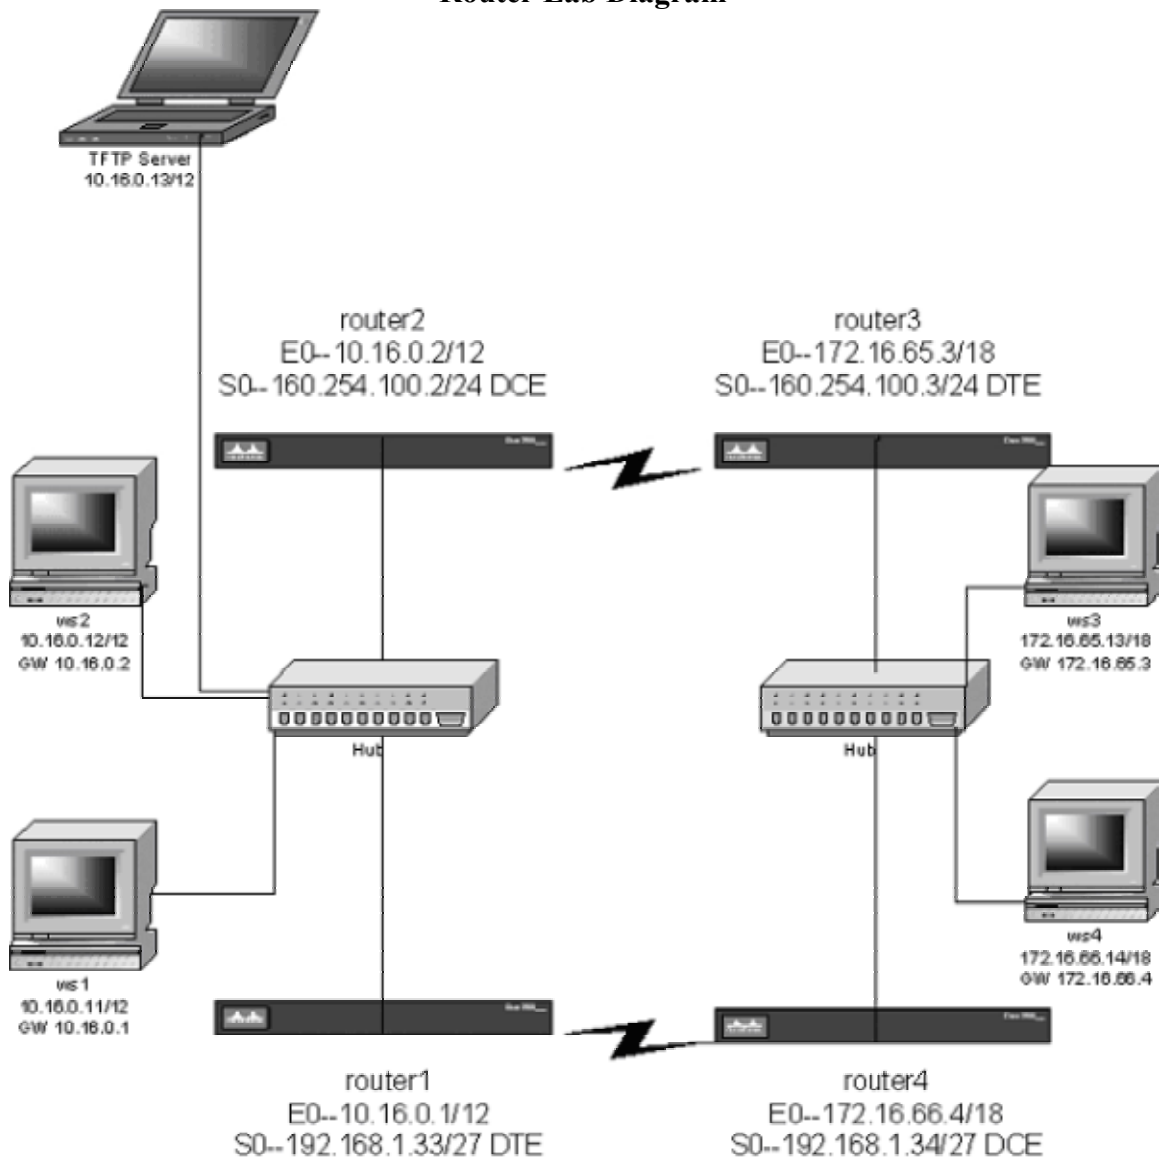 Router Lab Diagram
TFTP Server
10.16.0.13/12
router2
E0--10.16.0.2/12
S0--160.254.100.2/24 DCE
router3
E0--172.16.65.3/18
S0--160.254.100.3/24 DTE
ws2
10.16.0.12/12
GW 10.16.0.2
ws3
172.16.65.13/18
GW 172.16.65.3
Hub
Hub
ws1
10.16.0.11/12
GW 10.16.0.1
ws4
172.16.66.14/18
GW 172.16.66.4
router1
E0--10.16.0.1/12
S0--192.168.1.33/27 DTE
router4
E0--172.16.66.4/18
S0--192.168.1.34/27 DCE